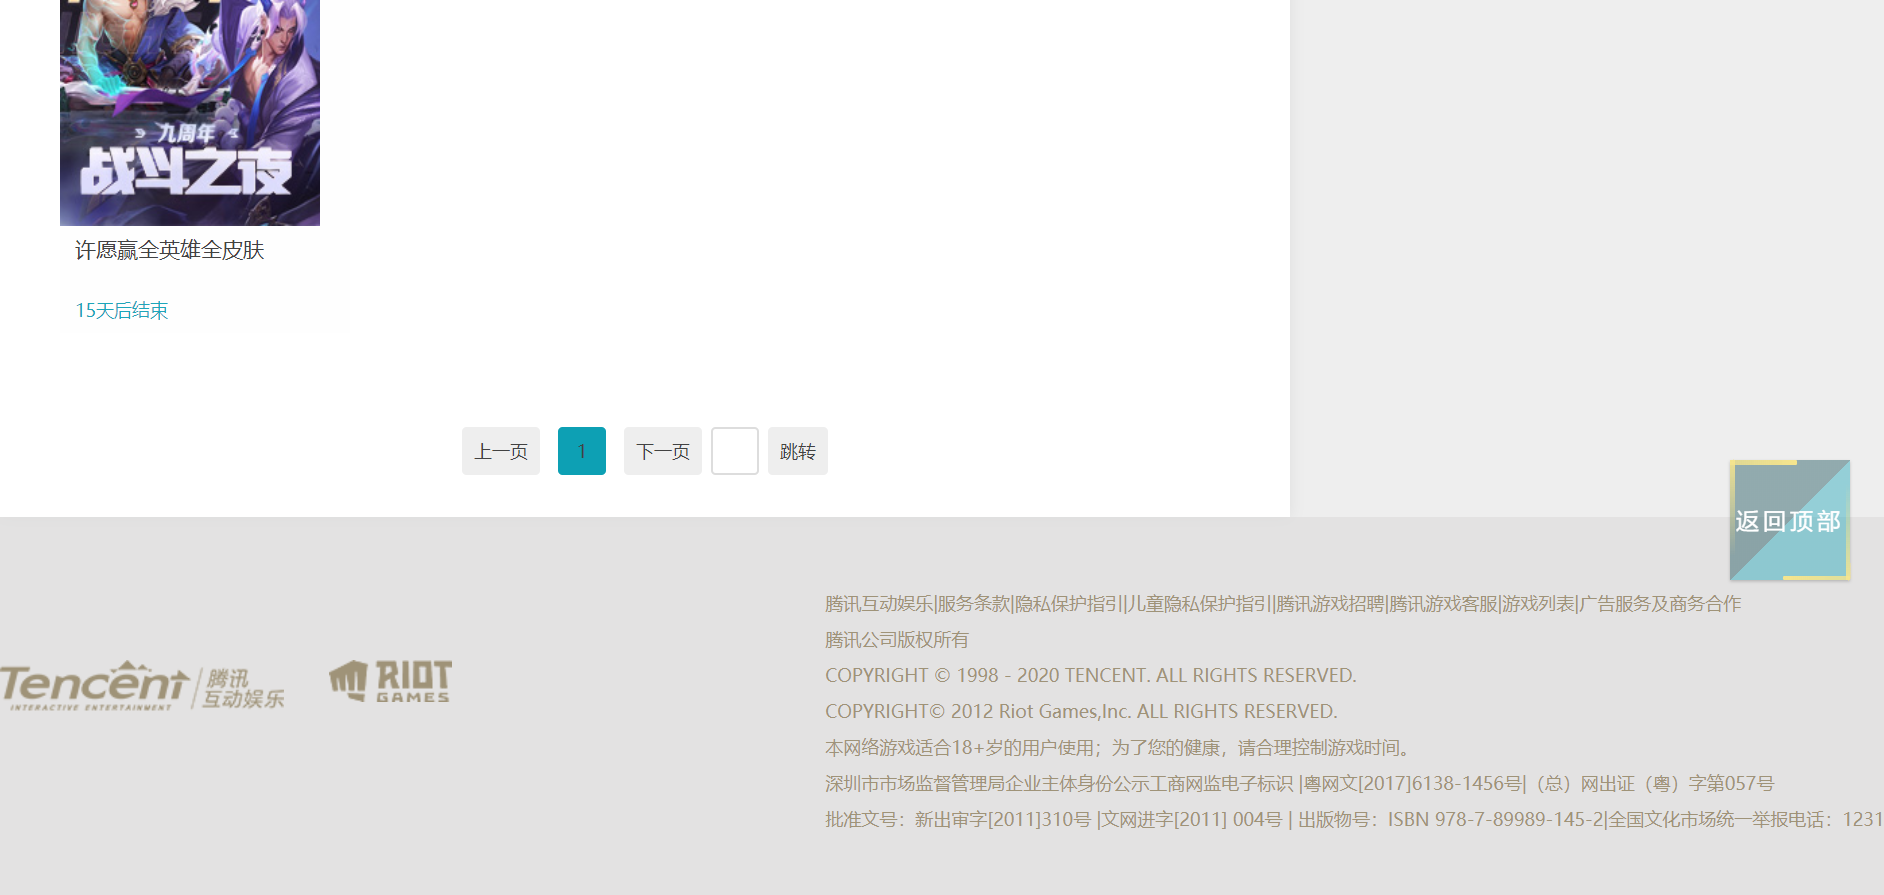 九周年
战斗之夜
许愿赢全英雄全皮肤
15天后结束
上一页 1 下一页 跳转
返回顶部
腾讯互动娱乐|服务条款|隐私保护指引|儿童隐私保护指引|腾讯游戏招聘|腾讯游戏客服|游戏列表|广告服务及商务合作
腾讯公司版权所有
COPYRIGHT © 1998 - 2020 TENCENT. ALL RIGHTS RESERVED.
COPYRIGHT© 2012 Riot Games,Inc. ALL RIGHTS RESERVED.
本网络游戏适合18+岁的用户使用；为了您的健康，请合理控制游戏时间。
深圳市市场监督管理局企业主体身份公示工商网监电子标识 |粤网文[2017]6138-1456号|（总）网出证（粤）字第057号
批准文号：新出审字[2011]310号 |文网进字[2011] 004号 | 出版物号：ISBN 978-7-89989-145-2|全国文化市场统一举报电话：1231
Tencent 腾讯
互动娱乐
INTERACTIVE ENTERTAINMENT
RIOT
GAMES